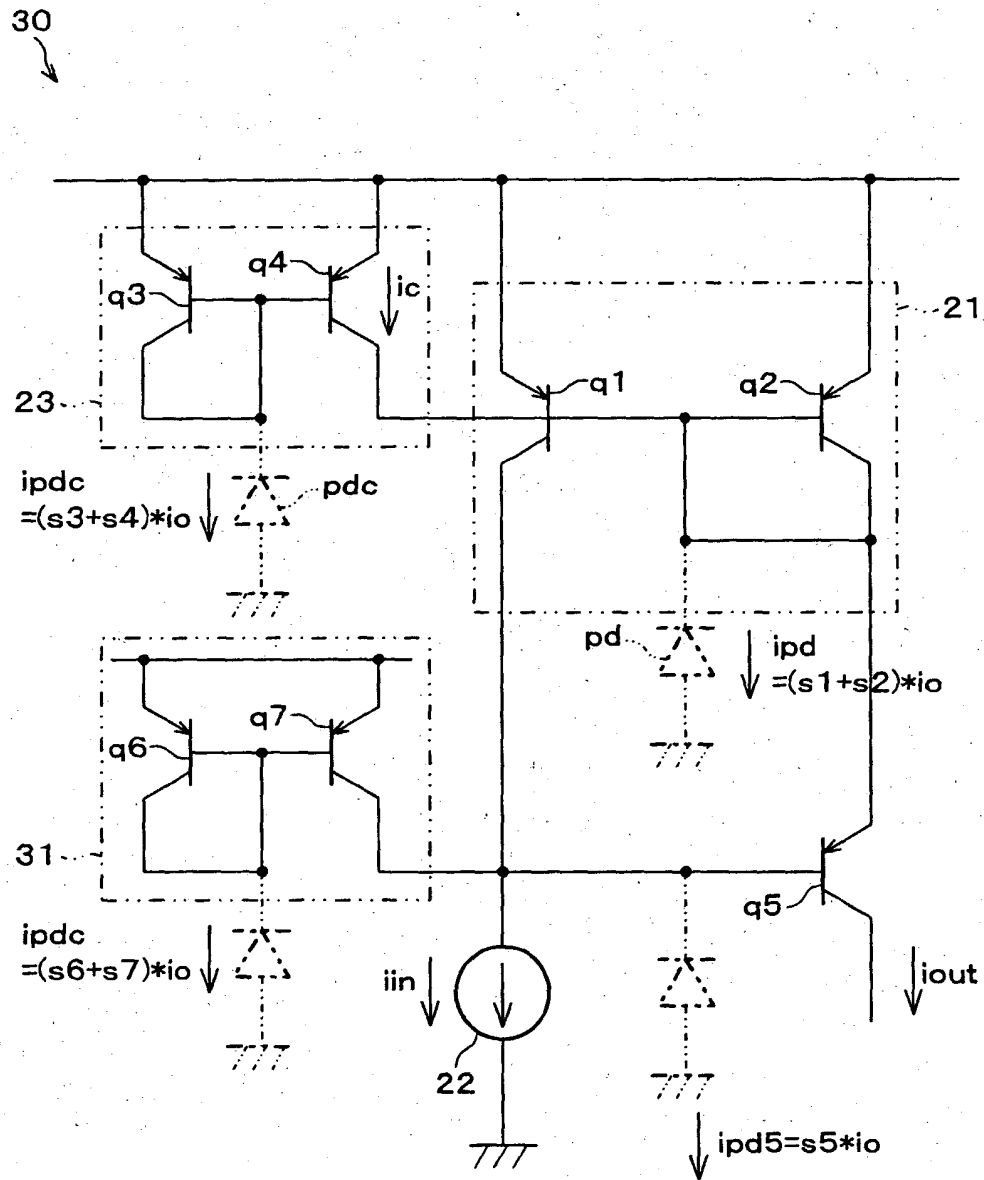 30
q3
q4
ic
21
q1
q2
23
ipdc
=(s3+s4)*io
pdc
pd
ipd
=(s1+s2)*io
q6
q7
31
q5
ipdc
=(s6+s7)*io
iin
22
iout
ipd5=s5*io